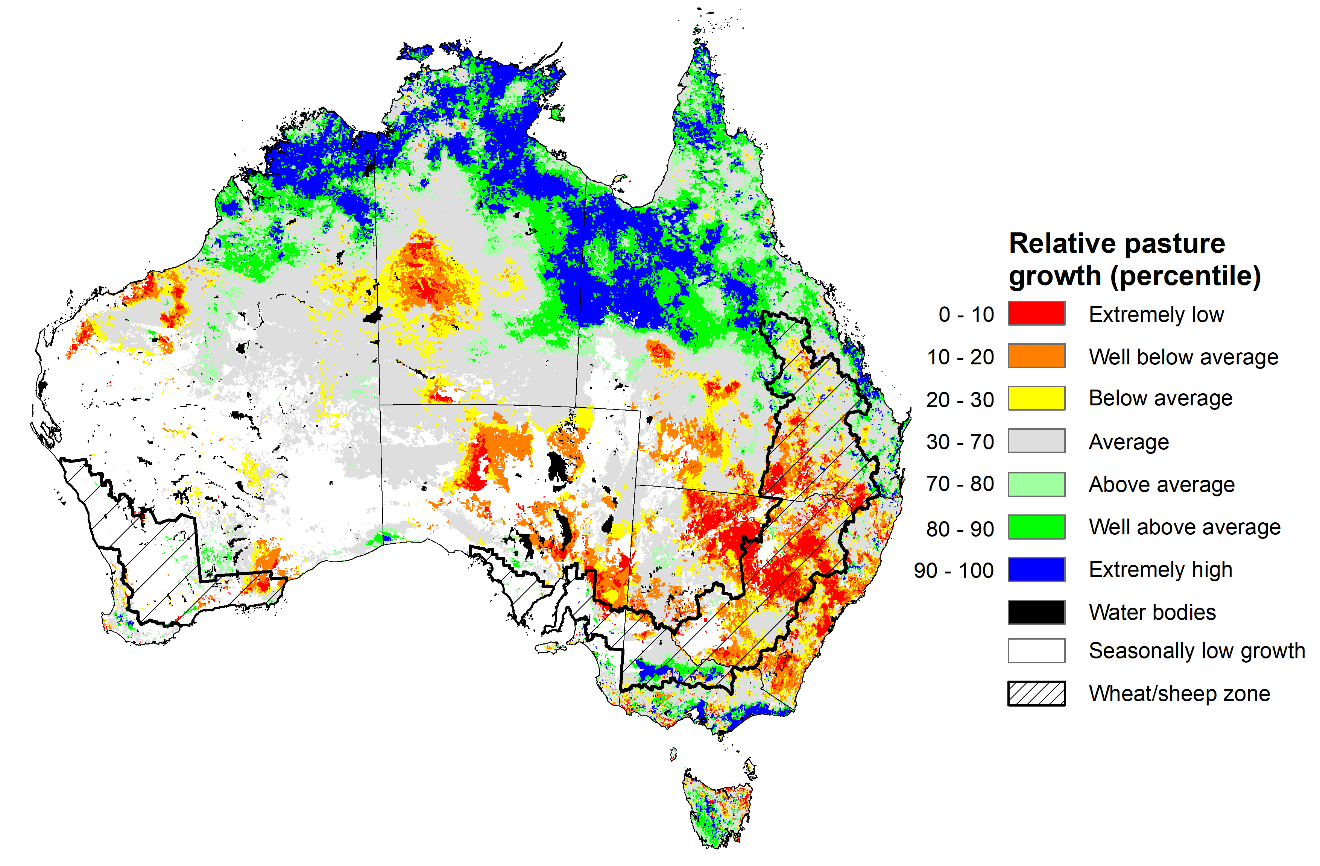 Relative pasture
growth (percentile)
0 - 10 Extremely low
10 - 20 Well below average
20 - 30 Below average
30 - 70 Average
70 - 80 Above average
80 - 90 Well above average
90 - 100 Extremely high
Water bodies
Seasonally low growth
Wheat/sheep zone